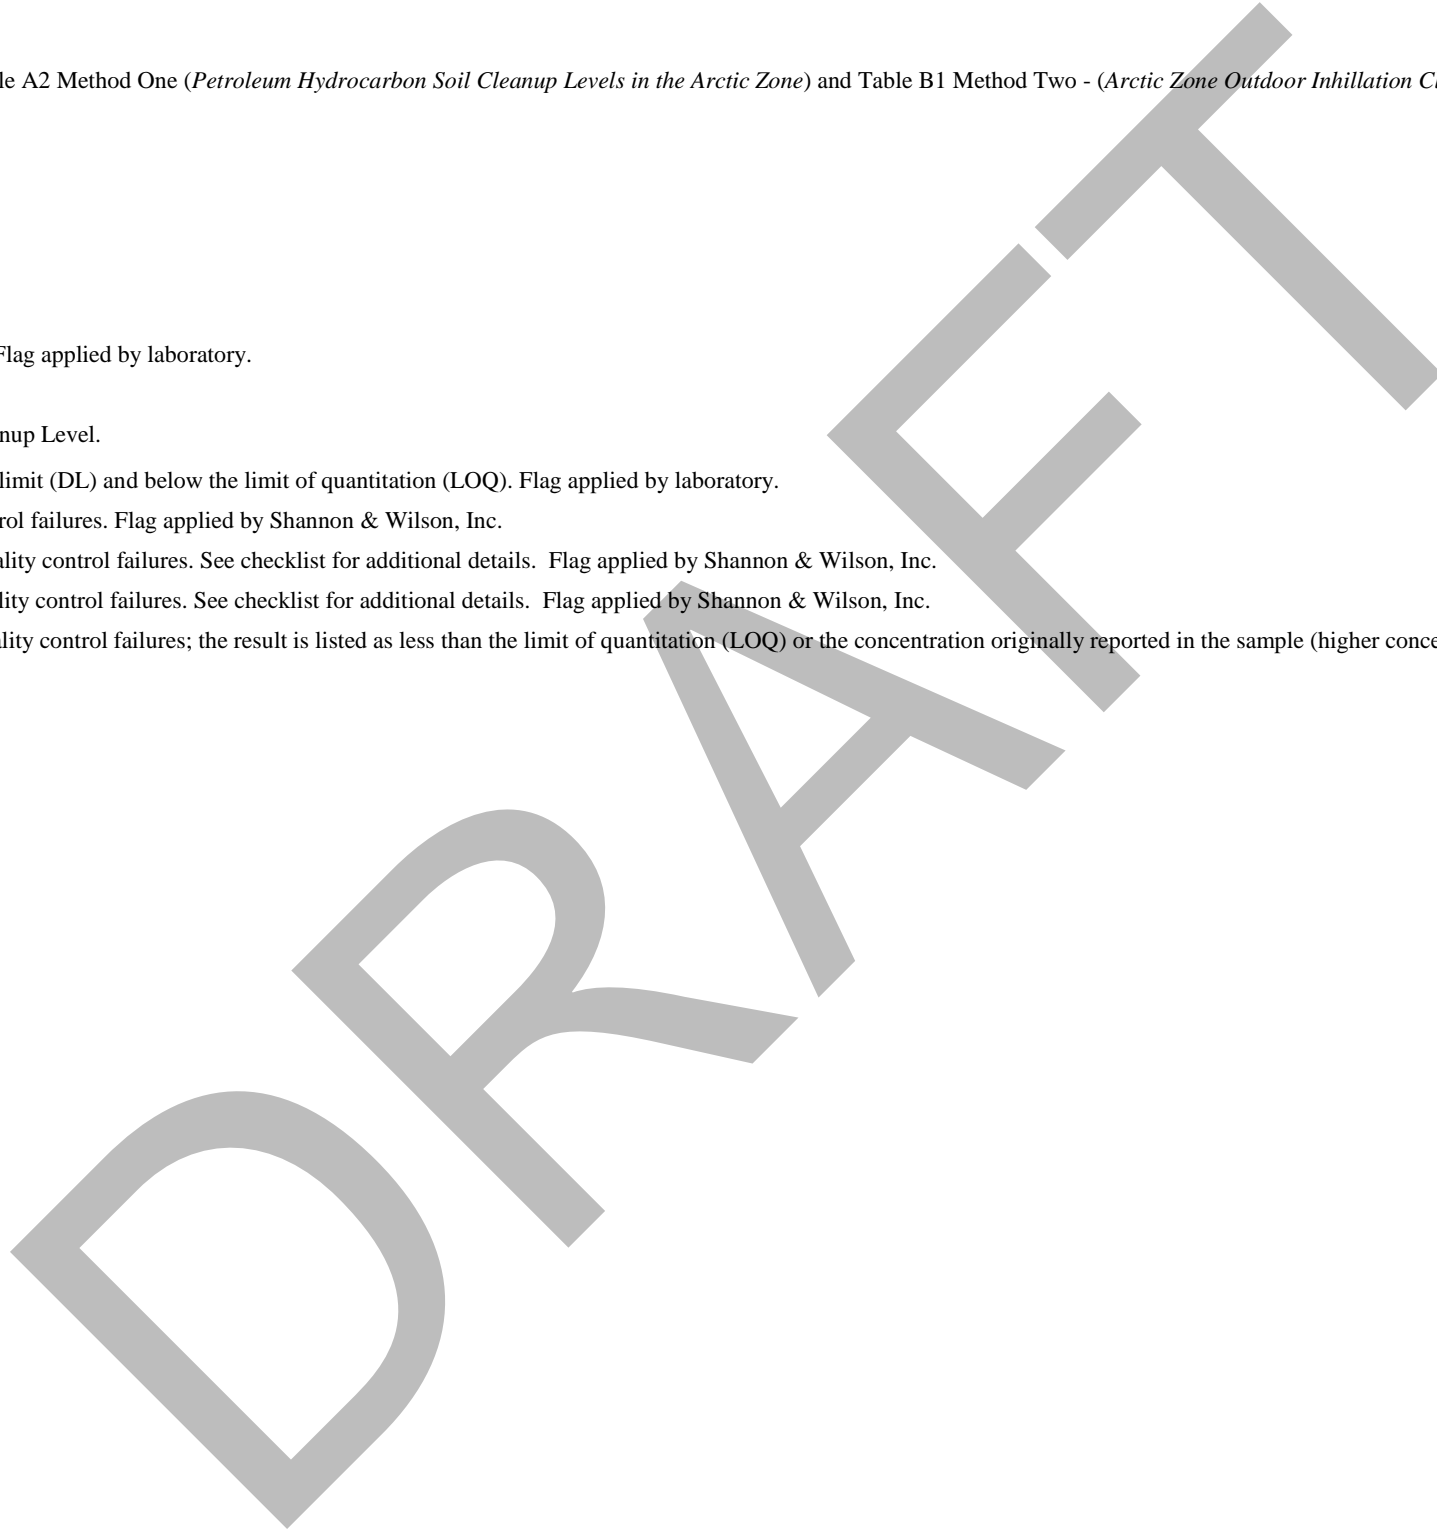 le A2 Method One (Petroleum Hydrocarbon Soil Cleanup Levels in the Arctic Zone) and Table B1 Method Two - (Arctic Zone Outdoor Inhillation Cl
Flag applied by laboratory.
nup Level.
limit (DL) and below the limit of quantitation (LOQ). Flag applied by laboratory.
rol failures. Flag applied by Shannon & Wilson, Inc.
ality control failures. See checklist for additional details. Flag applied by Shannon & Wilson, Inc.
lity control failures. See checklist for additional details. Flag applied by Shannon & Wilson, Inc.
ality control failures; the result is listed as less than the limit of quantitation (LOQ) or the concentration originally reported in the sample (higher conce
DRAFT